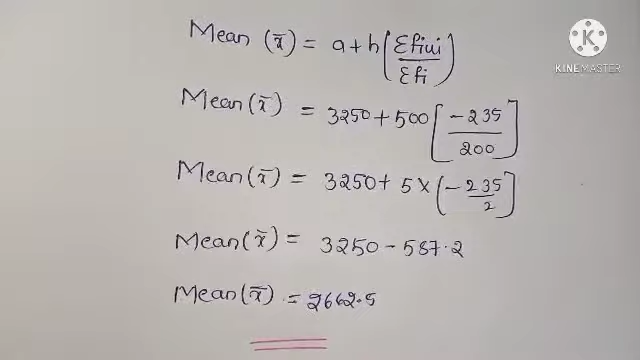 Mean (x̄) = a+h(Σfiui/Σfi)
Mean(x̄) = 3250+500[-235/200]
Mean(x̄) = 3250+ 5×(-235/2]
Mean(x̄) = 3250-587.2
Mean(x̄) = 2662.5
K
KINEMASTER